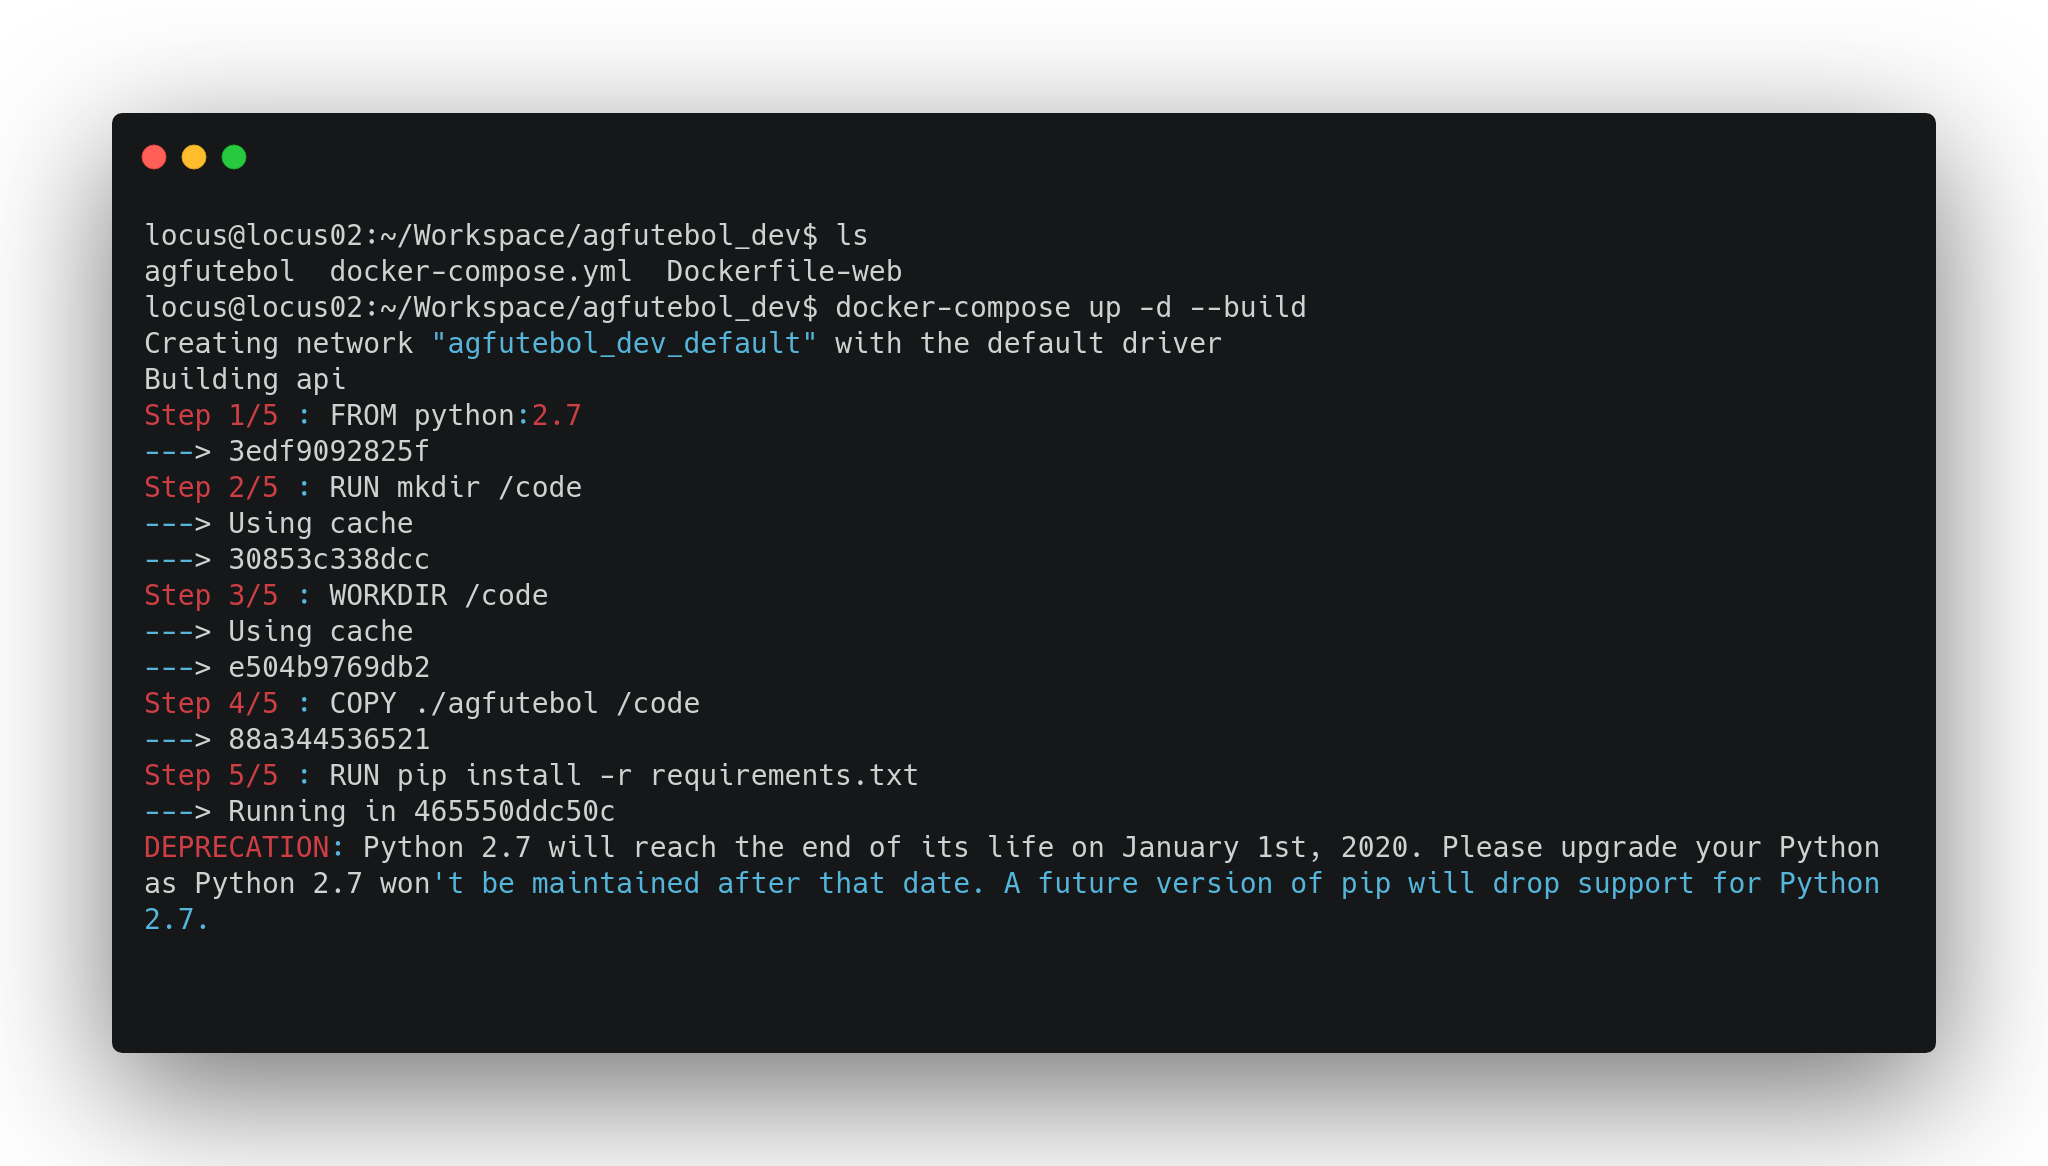 locus@locus02:~/Workspace/agfutebol_dev$ ls
agfutebol  docker-compose.yml  Dockerfile-web
locus@locus02:~/Workspace/agfutebol_dev$ docker-compose up -d --build
Creating network "agfutebol_dev_default" with the default driver
Building api
Step 1/5 : FROM python:2.7
---> 3edf9092825f
Step 2/5 : RUN mkdir /code
---> Using cache
---> 30853c338dcc
Step 3/5 : WORKDIR /code
---> Using cache
---> e504b9769db2
Step 4/5 : COPY ./agfutebol /code
---> 88a344536521
Step 5/5 : RUN pip install -r requirements.txt
---> Running in 465550ddc50c
DEPRECATION: Python 2.7 will reach the end of its life on January 1st, 2020. Please upgrade your Python
as Python 2.7 won't be maintained after that date. A future version of pip will drop support for Python
2.7.